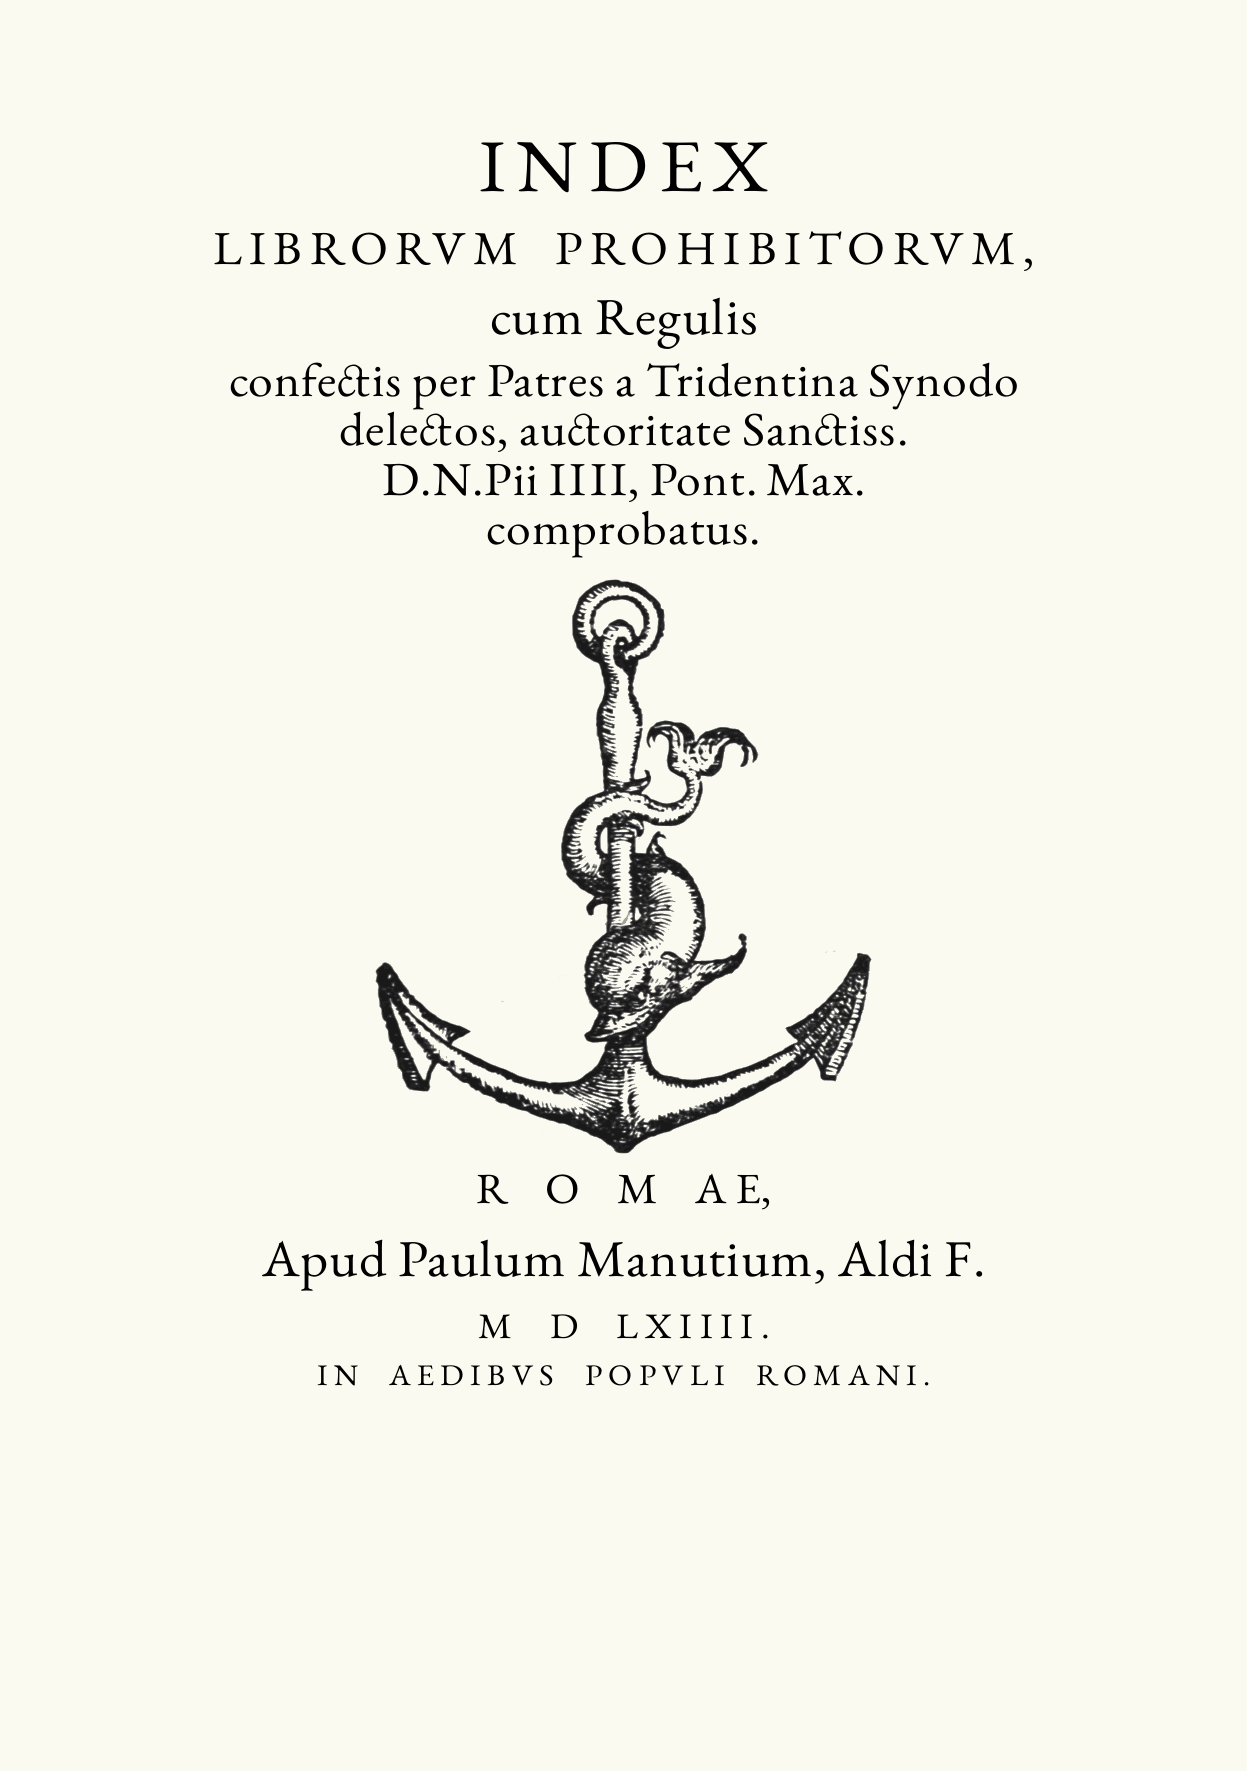 INDEX
LIBRORVM PROHIBITORVM,
cum Regulis
confectis per Patres a Tridentina Synodo
delectos, auctoritate Sanctiss.
D.N.Pii IIII, Pont. Max.
comprobatus.
R O M A E,
Apud Paulum Manutium, Aldi F.
M D LXIIII.
IN AEDIBVS POPVLI ROMANI.